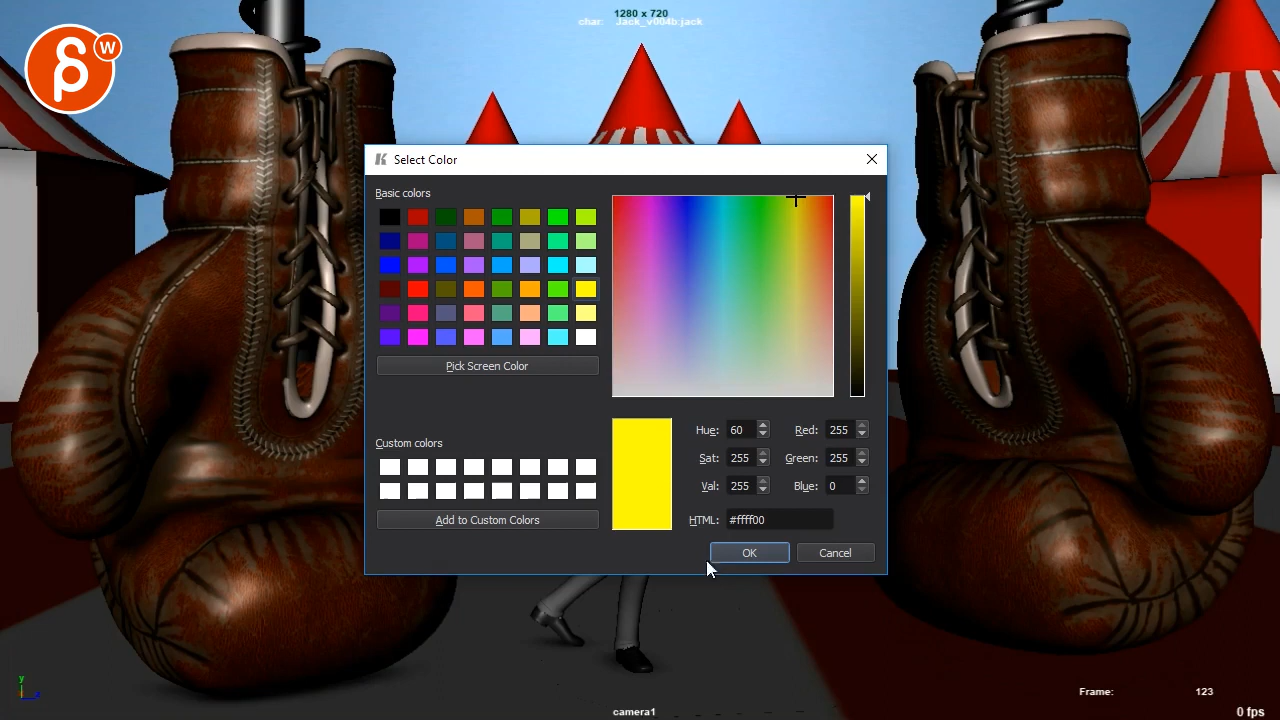 1280 x 720
char: Jack_v004b:jack
W
Select Color
Basic colors
Pick Screen Color
Custom colors
Add to Custom Colors
Hue: 60
Red: 255
Sat: 255
Green: 255
Val: 255
Blue: 0
HTML: #ffff00
OK
Cancel
y
z
Frame: 123
camera1
0 fps